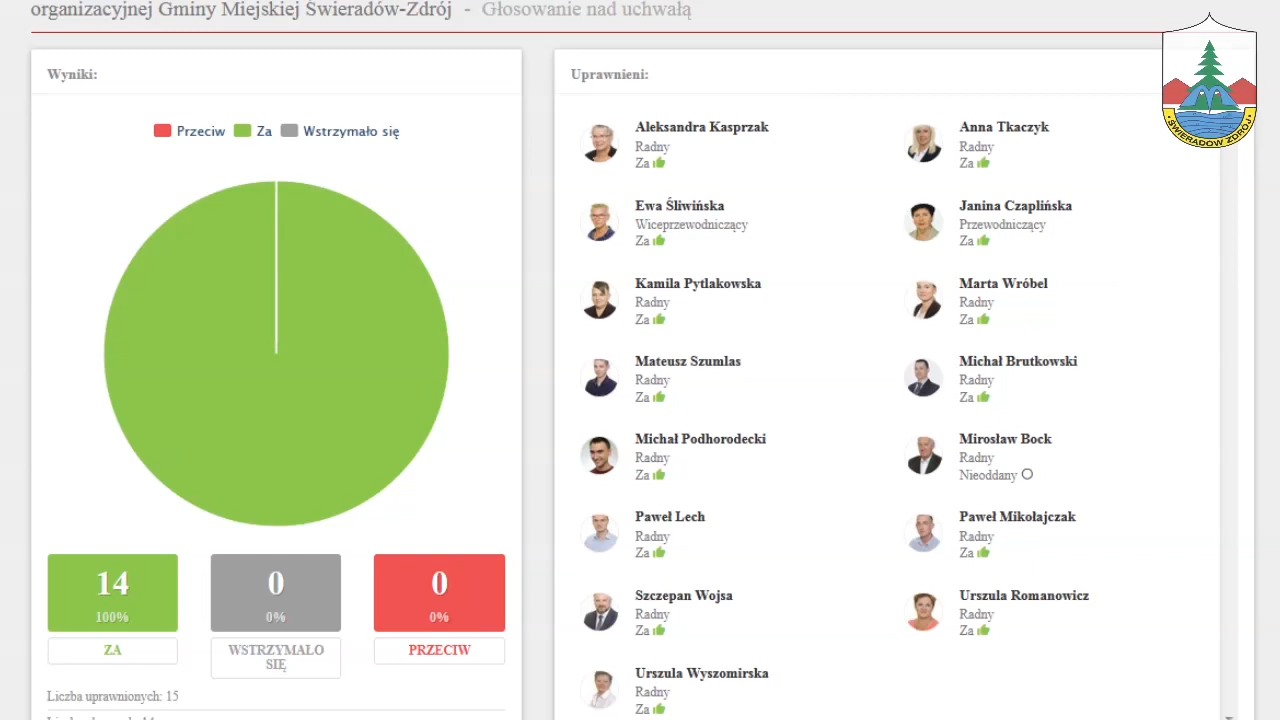 organizacyjnej Gminy Miejskiej Świeradów-Zdrój - Głosowanie nad uchwałą
Wyniki:
Przeciw Za Wstrzymało się
14
100%
ZA
0
0%
WSTRZYMAŁO
SIĘ
0
0%
PRZECIW
Liczba uprawnionych: 15
Uprawnieni:
Aleksandra Kasprzak
Radny
Za
Anna Tkaczyk
Radny
Za
Ewa Śliwińska
Wiceprzewodniczący
Za
Janina Czaplińska
Przewodniczący
Za
Kamila Pytlakowska
Radny
Za
Marta Wróbel
Radny
Za
Mateusz Szumlas
Radny
Za
Michał Brutkowski
Radny
Za
Michał Podhorodecki
Radny
Za
Mirosław Bock
Radny
Nieoddany
Paweł Lech
Radny
Za
Paweł Mikołajczak
Radny
Za
Szczepan Wojsa
Radny
Za
Urszula Romanowicz
Radny
Za
Urszula Wyszomirska
Radny
Za
ŚWIERADÓW ZDRÓJ